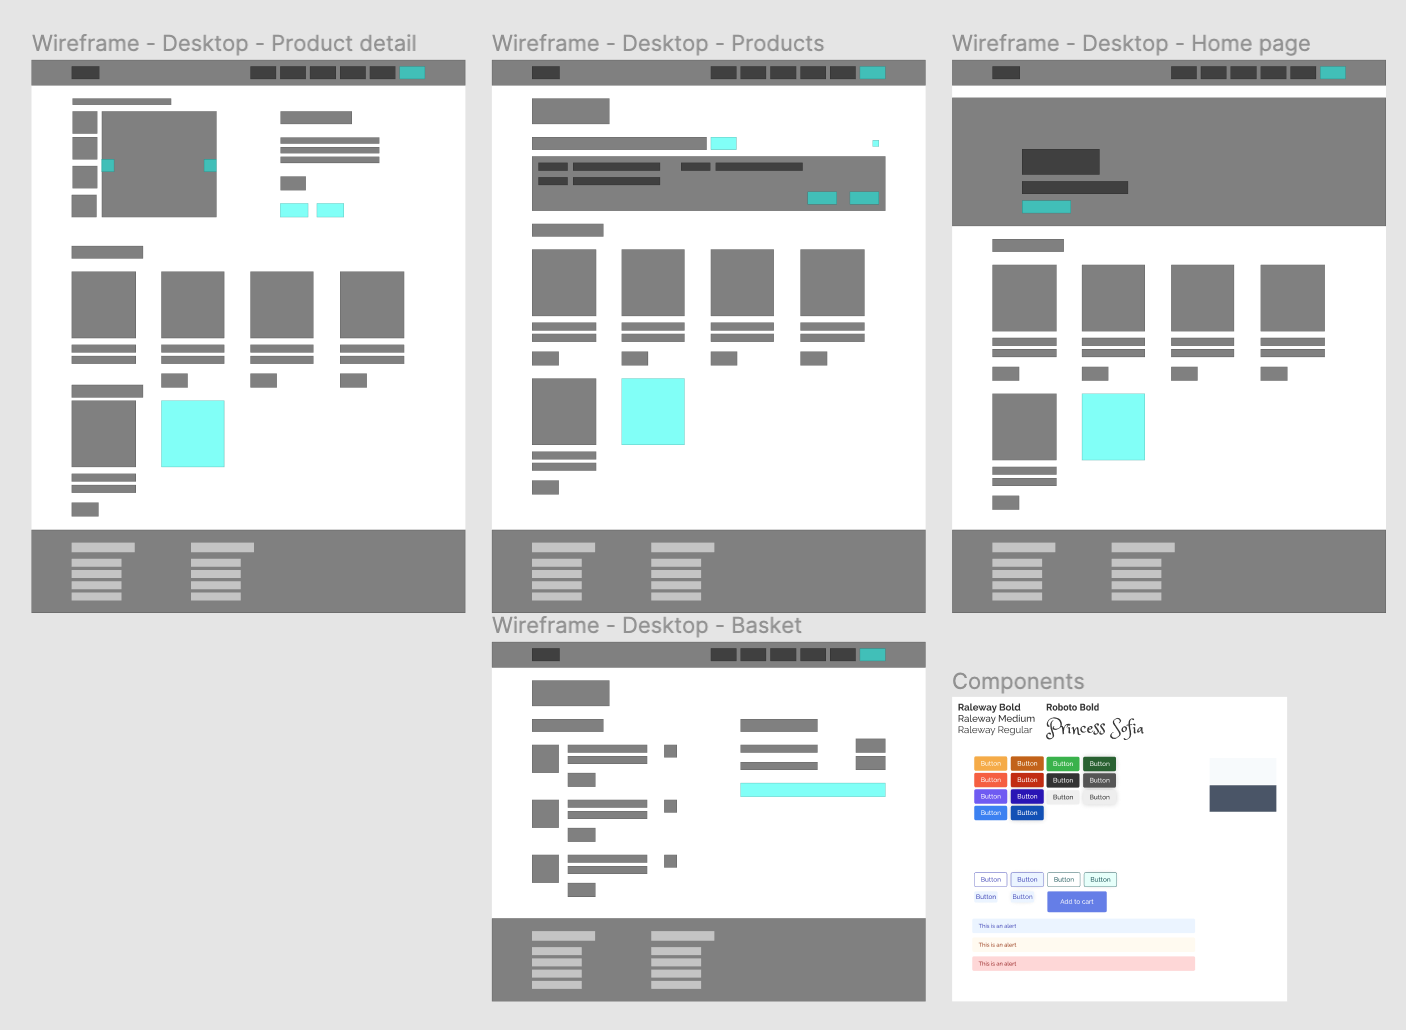 Wireframe - Desktop - Product detail
Wireframe - Desktop - Products
Wireframe - Desktop - Home page
Wireframe - Desktop - Basket
Components
Raleway Bold
Raleway Medium
Raleway Regular
Roboto Bold
Princess Sofia
Button Button Button Button
Button Button Button Button
Button Button Button Button
Button Button
Button Button Button Button
Button Button Add to cart
This is an alert
This is an alert
This is an alert